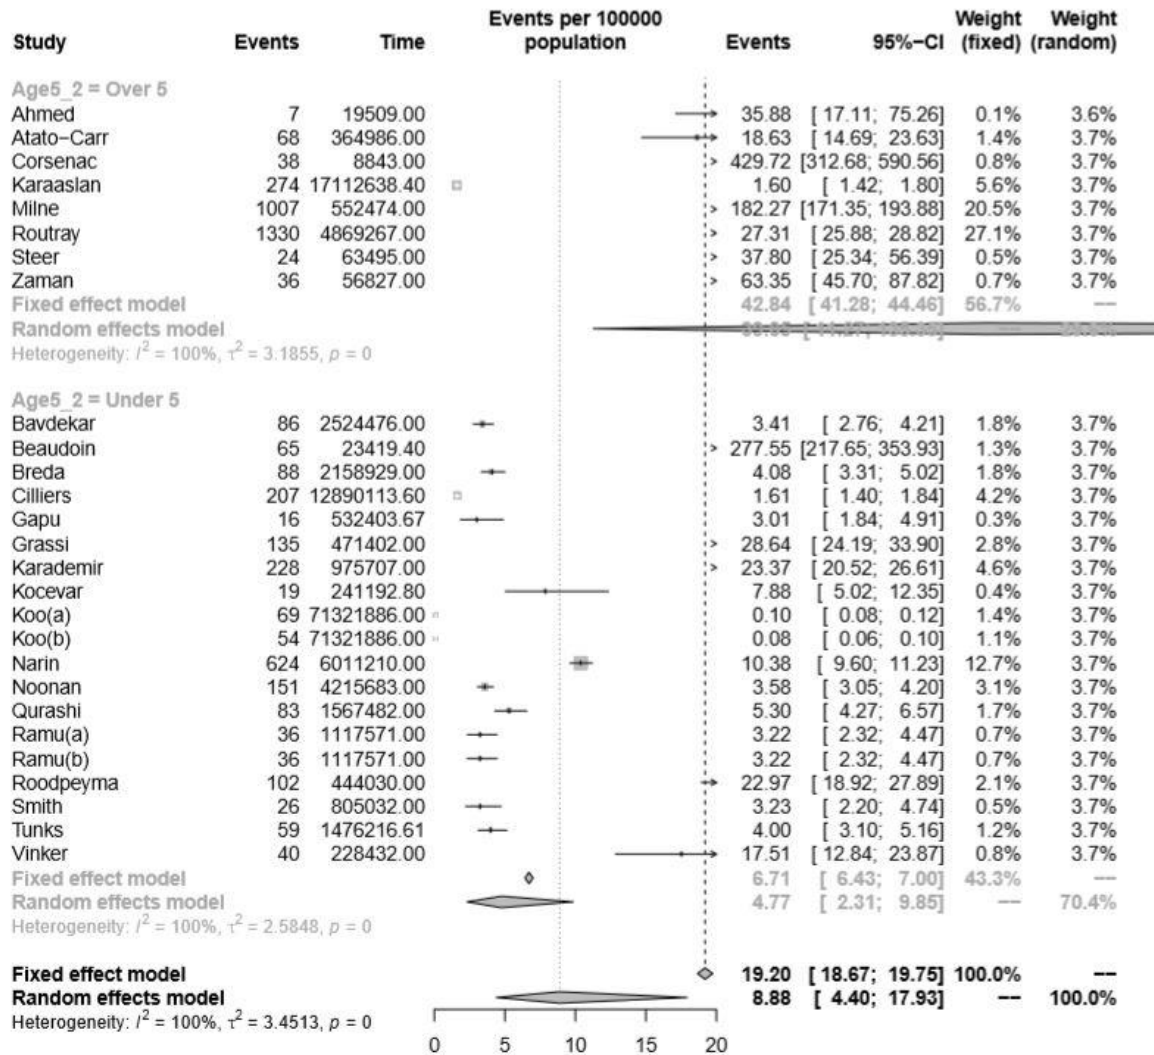 Events per 100000 Weight Weight
Study Events Time population Events 95%−CI (fixed) (random)
Age5_2 = Over 5
Ahmed 7 19509.00 35.88 [ 17.11; 75.26] 0.1% 3.6%
Atato−Carr 68 364986.00 18.63 [ 14.69; 23.63] 1.4% 3.7%
Corsenac 38 8843.00 429.72 [312.68; 590.56] 0.8% 3.7%
Karaaslan 274 17112638.40 1.60 [ 1.42; 1.80] 5.6% 3.7%
Milne 1007 552474.00 182.27 [171.35; 193.88] 20.5% 3.7%
Routray 1330 4869267.00 27.31 [ 25.88; 28.82] 27.1% 3.7%
Steer 24 63495.00 37.80 [ 25.34; 56.39] 0.5% 3.7%
Zaman 36 56827.00 63.35 [ 45.70; 87.82] 0.7% 3.7%
Fixed effect model 42.84 [ 41.28; 44.46] 56.7% −−
Random effects model
Heterogeneity: I² = 100%, τ² = 3.1855, p = 0
Age5_2 = Under 5
Bavdekar 86 2524476.00 3.41 [ 2.76; 4.21] 1.8% 3.7%
Beaudoin 65 23419.40 277.55 [217.65; 353.93] 1.3% 3.7%
Breda 88 2158929.00 4.08 [ 3.31; 5.02] 1.8% 3.7%
Cilliers 207 12890113.60 1.61 [ 1.40; 1.84] 4.2% 3.7%
Gapu 16 532403.67 3.01 [ 1.84; 4.91] 0.3% 3.7%
Grassi 135 471402.00 28.64 [ 24.19; 33.90] 2.8% 3.7%
Karademir 228 975707.00 23.37 [ 20.52; 26.61] 4.6% 3.7%
Kocevar 19 241192.80 7.88 [ 5.02; 12.35] 0.4% 3.7%
Koo(a) 69 71321886.00 0.10 [ 0.08; 0.12] 1.4% 3.7%
Koo(b) 54 71321886.00 0.08 [ 0.06; 0.10] 1.1% 3.7%
Narin 624 6011210.00 10.38 [ 9.60; 11.23] 12.7% 3.7%
Noonan 151 4215683.00 3.58 [ 3.05; 4.20] 3.1% 3.7%
Qurashi 83 1567482.00 5.30 [ 4.27; 6.57] 1.7% 3.7%
Ramu(a) 36 1117571.00 3.22 [ 2.32; 4.47] 0.7% 3.7%
Ramu(b) 36 1117571.00 3.22 [ 2.32; 4.47] 0.7% 3.7%
Roodpeyma 102 444030.00 22.97 [ 18.92; 27.89] 2.1% 3.7%
Smith 26 805032.00 3.23 [ 2.20; 4.74] 0.5% 3.7%
Tunks 59 1476216.61 4.00 [ 3.10; 5.16] 1.2% 3.7%
Vinker 40 228432.00 17.51 [ 12.84; 23.87] 0.8% 3.7%
Fixed effect model 6.71 [ 6.43; 7.00] 43.3% −−
Random effects model 4.77 [ 2.31; 9.85] −− 70.4%
Heterogeneity: I² = 100%, τ² = 2.5848, p = 0
Fixed effect model 19.20 [ 18.67; 19.75] 100.0% −−
Random effects model 8.88 [ 4.40; 17.93] −− 100.0%
Heterogeneity: I² = 100%, τ² = 3.4513, p = 0
0 5 10 15 20